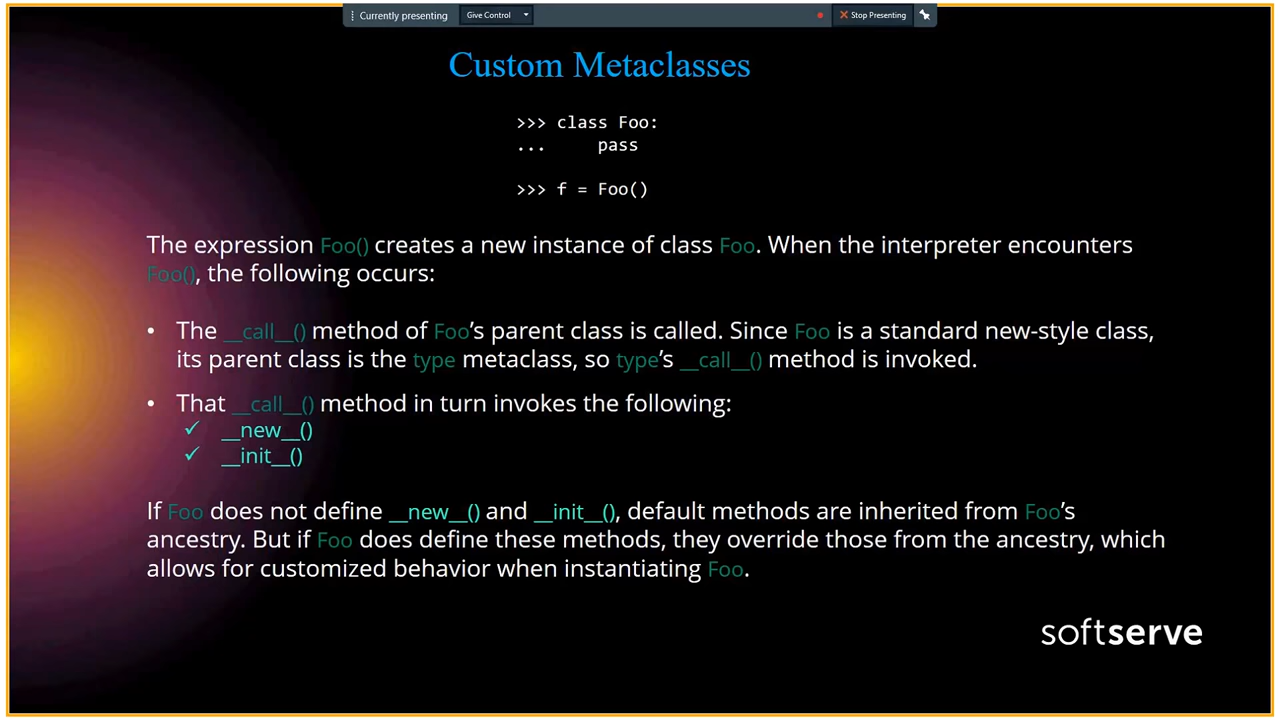 Currently presenting Give Control Stop Presenting
Custom Metaclasses
>>> class Foo:
... pass
>>> f = Foo()
The expression Foo() creates a new instance of class Foo. When the interpreter encounters
Foo(), the following occurs:
• The __call__() method of Foo's parent class is called. Since Foo is a standard new-style class,
its parent class is the type metaclass, so type's __call__() method is invoked.
• That __call__() method in turn invokes the following:
✓ __new__()
✓ __init__()
If Foo does not define __new__() and __init__(), default methods are inherited from Foo's
ancestry. But if Foo does define these methods, they override those from the ancestry, which
allows for customized behavior when instantiating Foo.
softserve